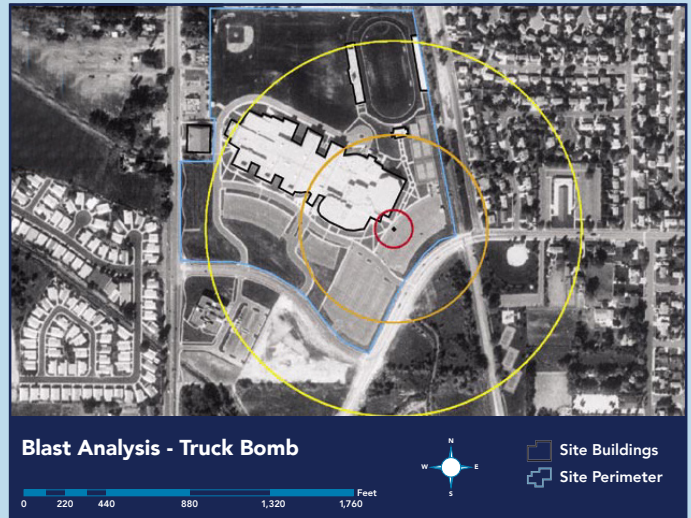 Blast Analysis - Truck Bomb
N
W E
S
Site Buildings
Site Perimeter
Feet
0 220 440 880 1,320 1,760